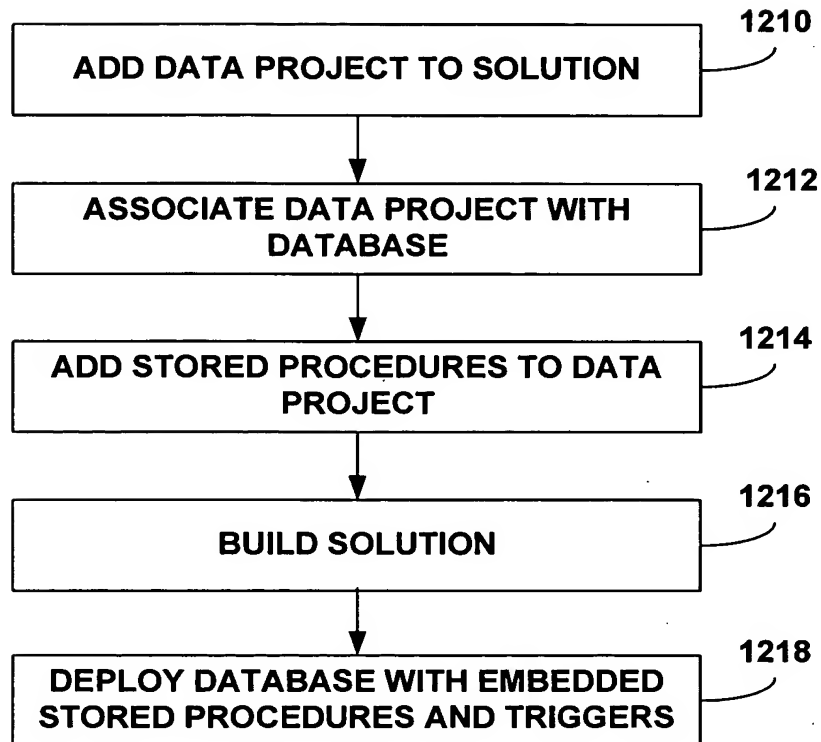 1210
ADD DATA PROJECT TO SOLUTION
1212
ASSOCIATE DATA PROJECT WITH
DATABASE
1214
ADD STORED PROCEDURES TO DATA
PROJECT
1216
BUILD SOLUTION
1218
DEPLOY DATABASE WITH EMBEDDED
STORED PROCEDURES AND TRIGGERS